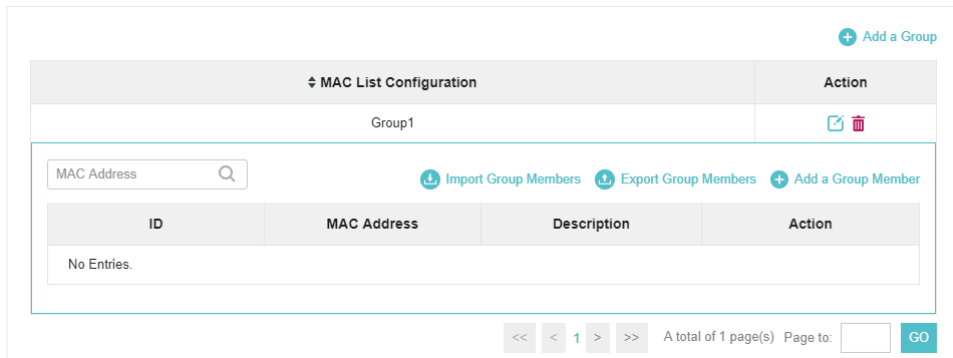 Add a Group
MAC List Configuration Action
Group1
MAC Address Import Group Members Export Group Members Add a Group Member
ID MAC Address Description Action
No Entries.
<< < 1 > >> A total of 1 page(s) Page to: GO